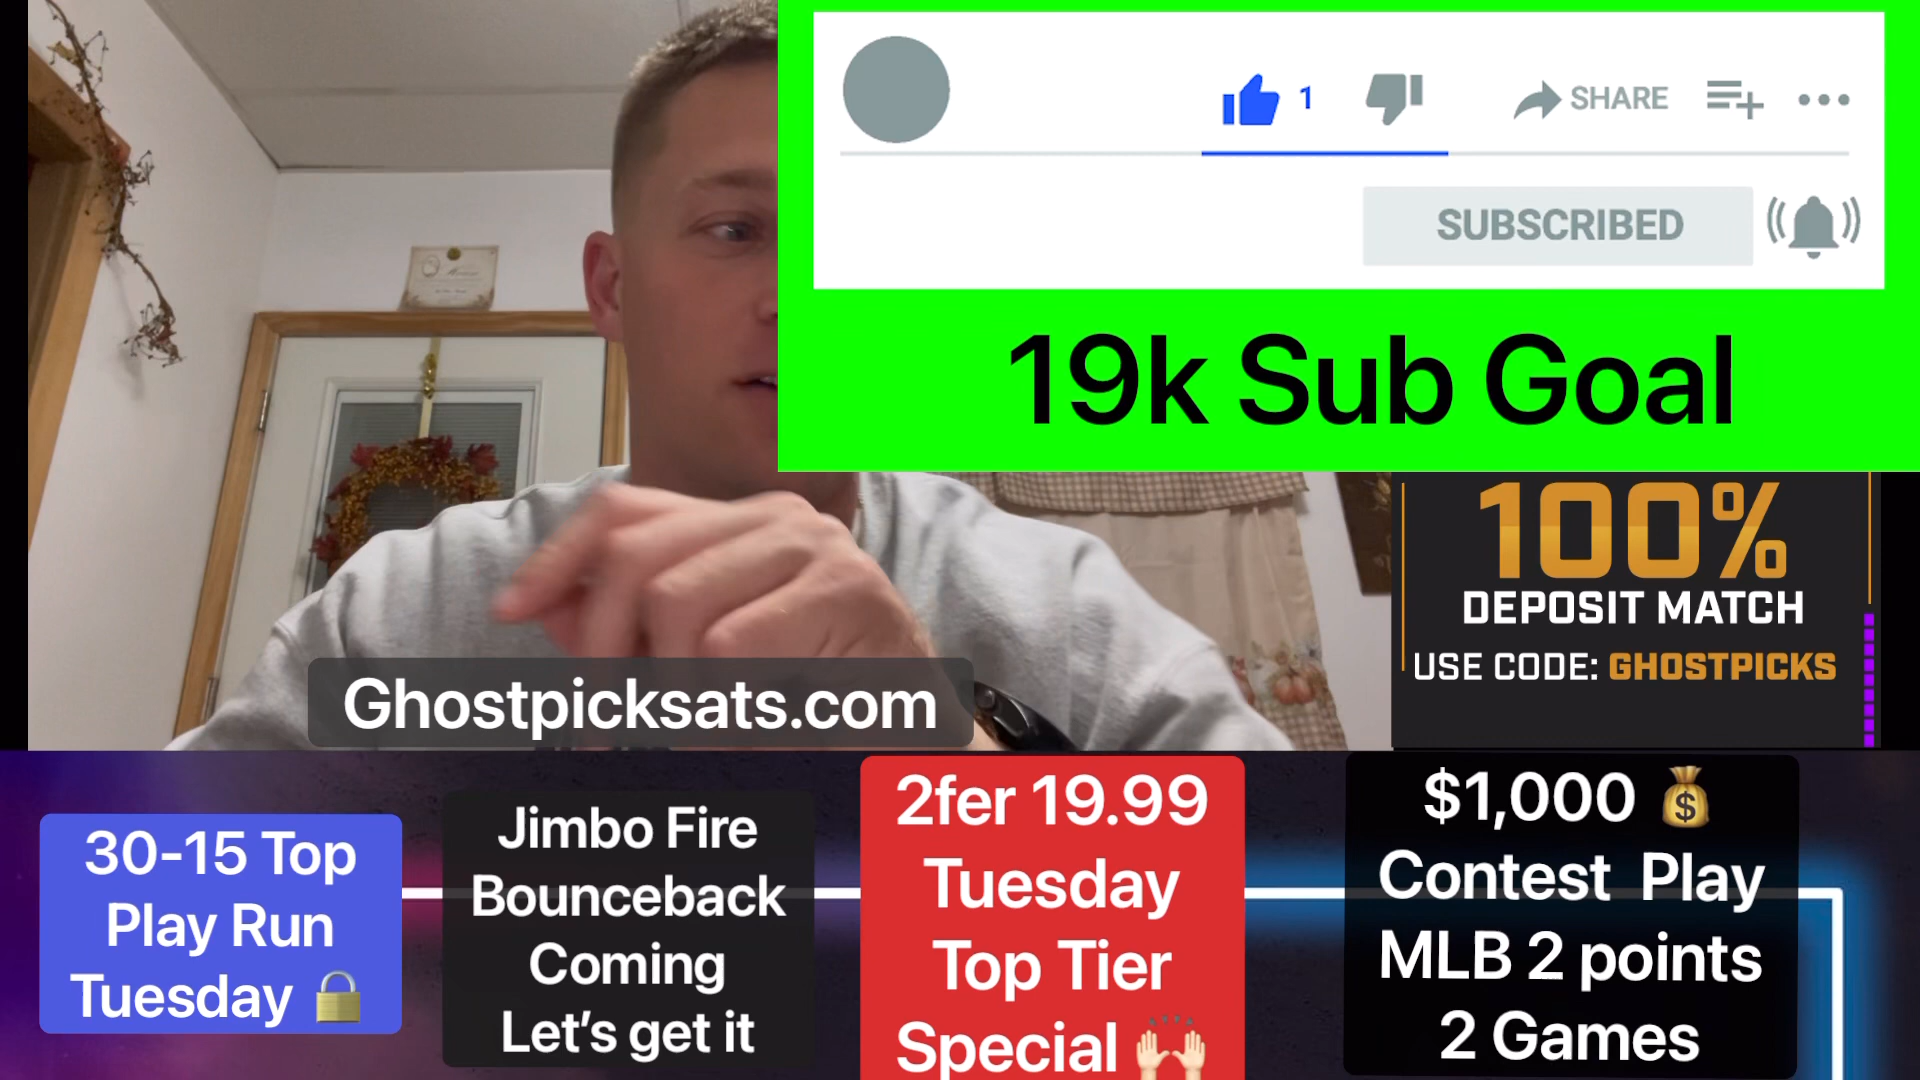 1
SHARE
SUBSCRIBED
19k Sub Goal
100%
DEPOSIT MATCH
USE CODE: GHOSTPICKS
Ghostpicksats.com
30-15 Top
Play Run
Tuesday 🔒
Jimbo Fire
Bounceback
Coming
Let’s get it
2fer 19.99
Tuesday
Top Tier
Special 🙌🏻
$1,000 💰
Contest Play
MLB 2 points
2 Games